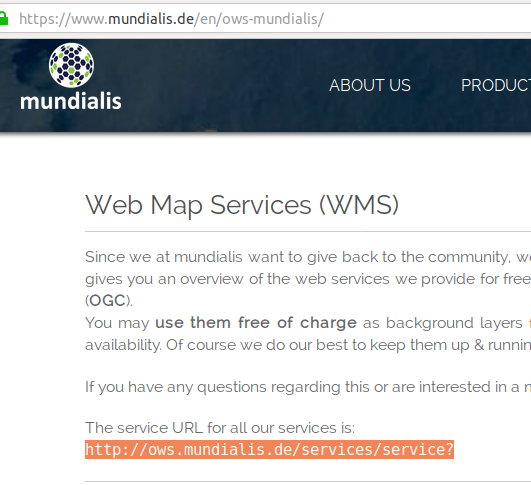 https://www.mundialis.de/en/ows-mundialis/
mundialis
ABOUT US
PRODUCT
Web Map Services (WMS)
Since we at mundialis want to give back to the community, we
gives you an overview of the web services we provide for free
(OGC).
You may use them free of charge as background layers
availability. Of course we do our best to keep them up & runnin
If you have any questions regarding this or are interested in a
The service URL for all our services is:
http://ows.mundialis.de/services/service?